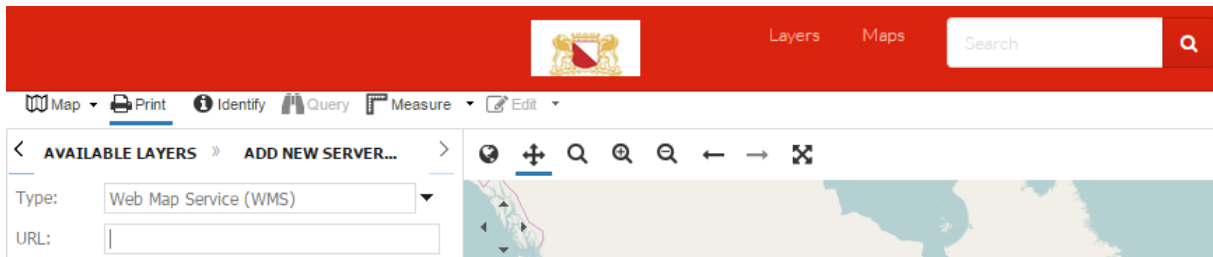 Layers Maps Search
Map Print Identify Query Measure Edit
AVAILABLE LAYERS » ADD NEW SERVER...
Type: Web Map Service (WMS)
URL: